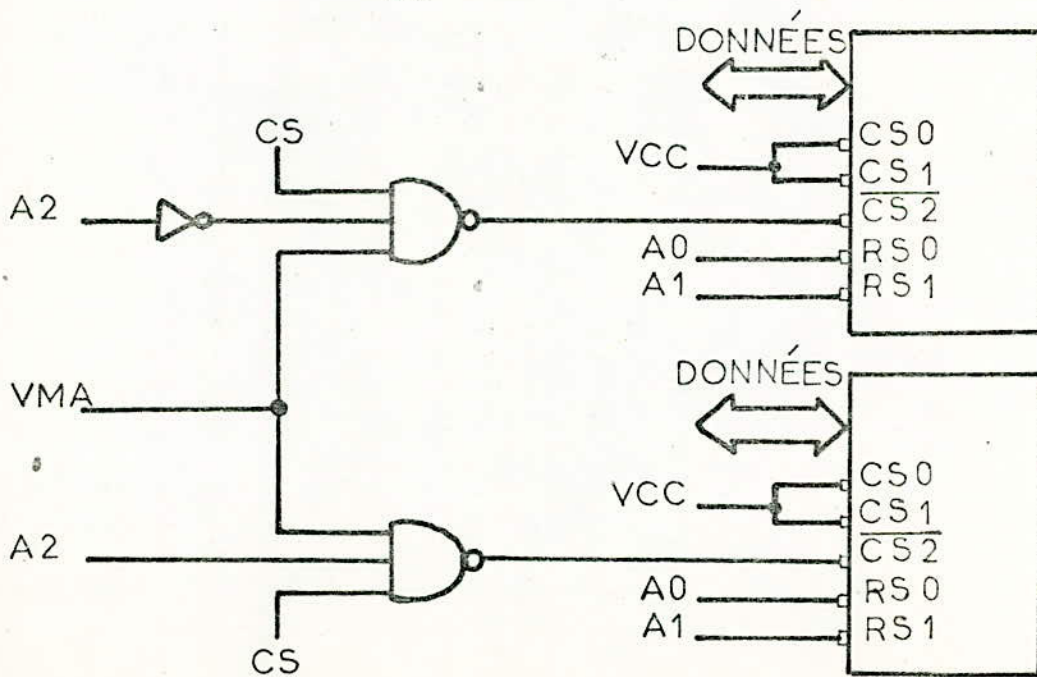 DONNÉES
CS
VCC
CS0
CS1
A2
CS2
A0
RS0
A1
RS1
DONNÉES
VMA
VCC
CS0
CS1
A2
CS2
A0
RS0
A1
RS1
CS